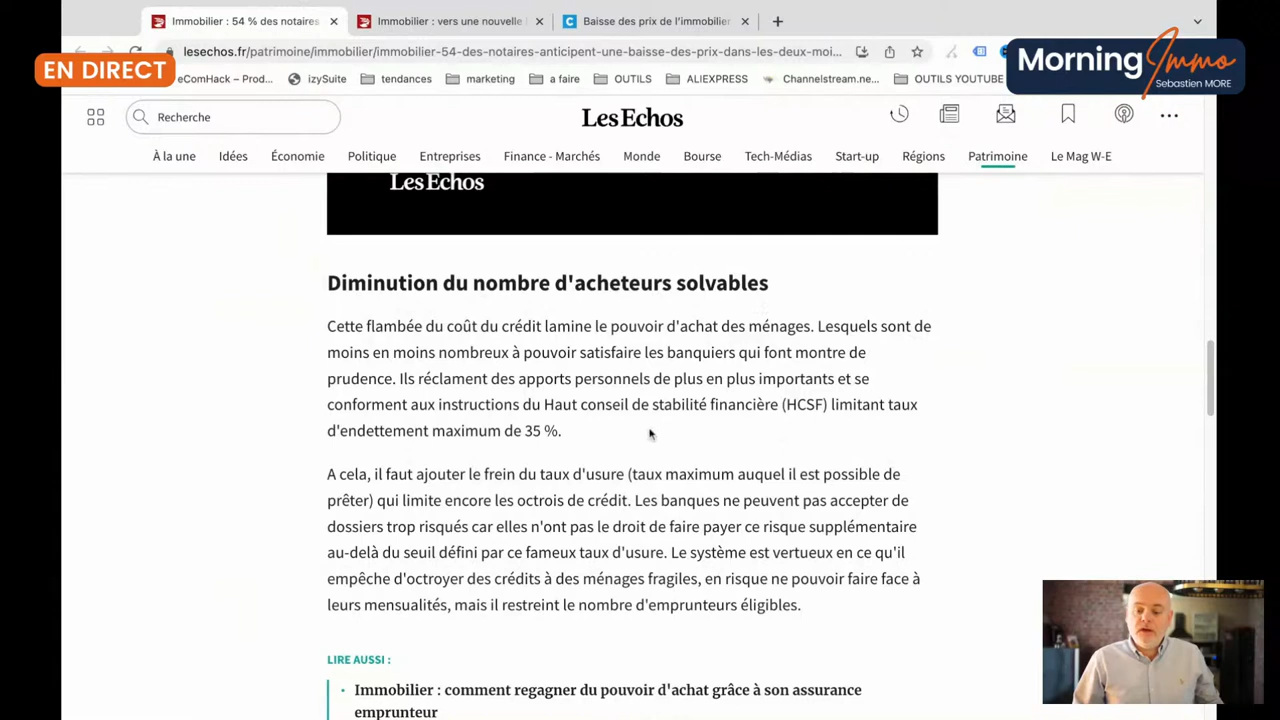 Immobilier : 54 % des notaires
Immobilier : vers une nouvelle
Baisse des prix de l'immobilier
EN DIRECT
lesechos.fr/patrimoine/immobilier/immobilier-54-des-notaires-anticipent-une-baisse-des-prix-dans-les-deux-moi...
Morning Immo
Sebastien MORE
eComHack – Prod...
izySuite
tendances
marketing
a faire
OUTILS
ALIEXPRESS
Channelstream.ne...
OUTILS YOUTUBE
Recherche
Les Echos
À la une
Idées
Économie
Politique
Entreprises
Finance - Marchés
Monde
Bourse
Tech-Médias
Start-up
Régions
Patrimoine
Le Mag W-E
Les Echos
Diminution du nombre d'acheteurs solvables
Cette flambée du coût du crédit lamine le pouvoir d'achat des ménages. Lesquels sont de
moins en moins nombreux à pouvoir satisfaire les banquiers qui font montre de
prudence. Ils réclament des apports personnels de plus en plus importants et se
conforment aux instructions du Haut conseil de stabilité financière (HCSF) limitant taux
d'endettement maximum de 35 %.
A cela, il faut ajouter le frein du taux d'usure (taux maximum auquel il est possible de
prêter) qui limite encore les octrois de crédit. Les banques ne peuvent pas accepter de
dossiers trop risqués car elles n'ont pas le droit de faire payer ce risque supplémentaire
au-delà du seuil défini par ce fameux taux d'usure. Le système est vertueux en ce qu'il
empêche d'octroyer des crédits à des ménages fragiles, en risque ne pouvoir faire face à
leurs mensualités, mais il restreint le nombre d'emprunteurs éligibles.
LIRE AUSSI :
• Immobilier : comment regagner du pouvoir d'achat grâce à son assurance
emprunteur